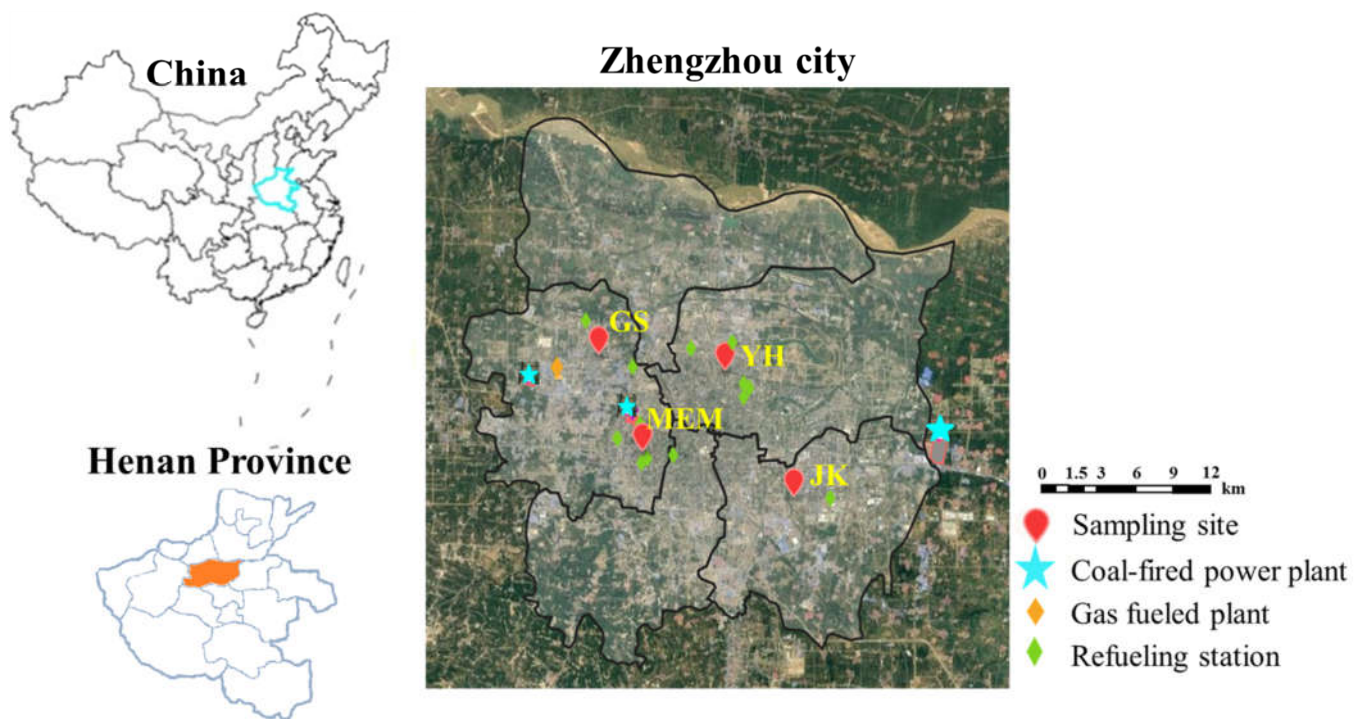 China
Zhengzhou city
Henan Province
GS
YH
MEM
JK
0 1.5 3 6 9 12
km
Sampling site
Coal-fired power plant
Gas fueled plant
Refueling station